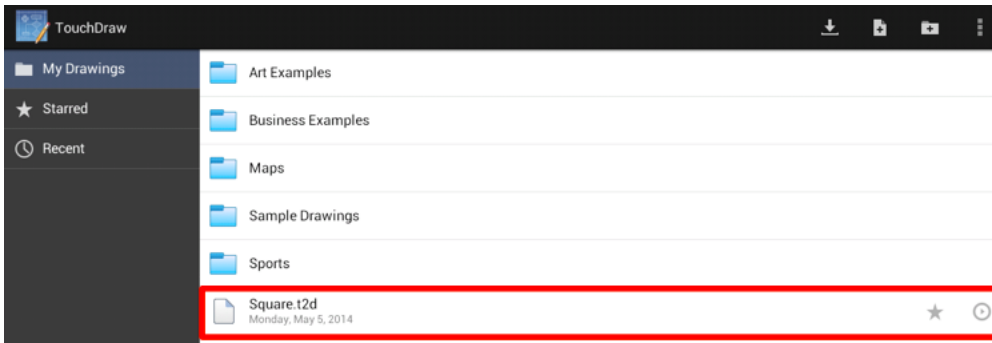 TouchDraw
My Drawings
Starred
Recent
Art Examples
Business Examples
Maps
Sample Drawings
Sports
Square.t2d
Monday, May 5, 2014